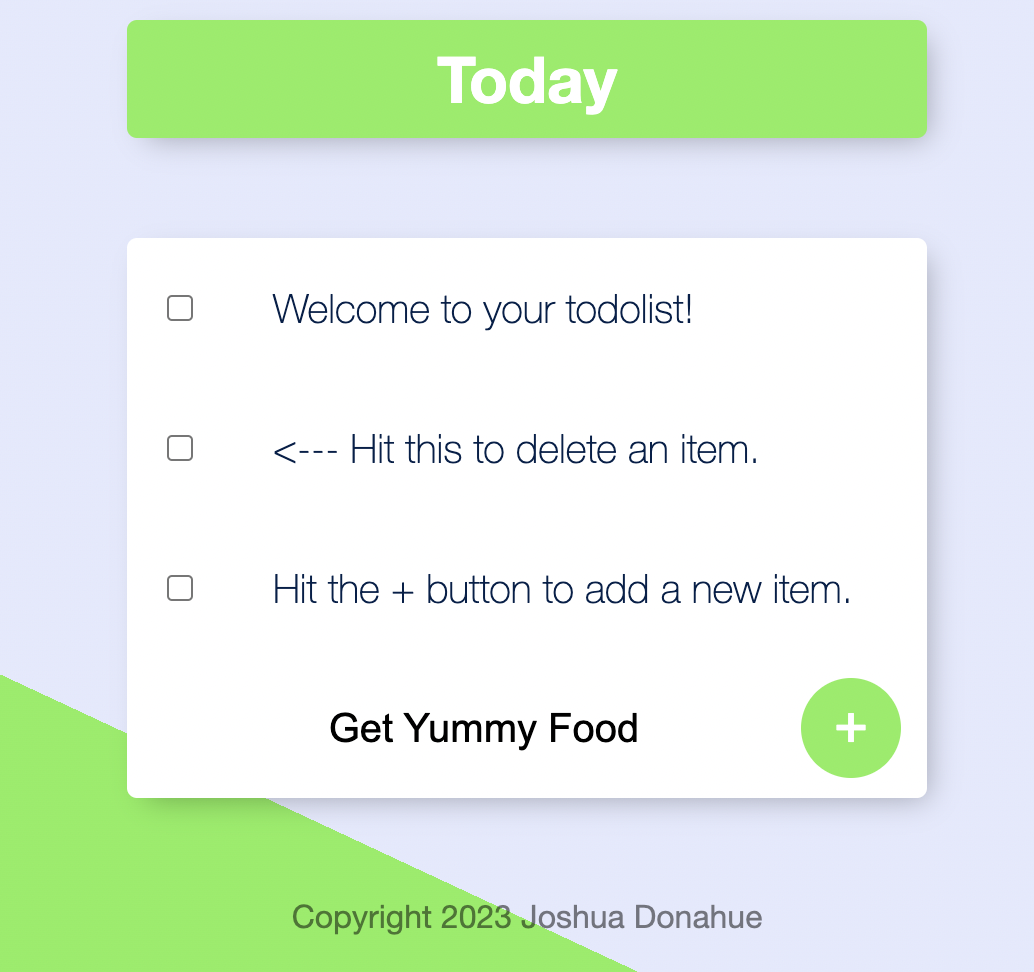 Today
Welcome to your todolist!
<--- Hit this to delete an item.
Hit the + button to add a new item.
Get Yummy Food +
Copyright 2023 Joshua Donahue